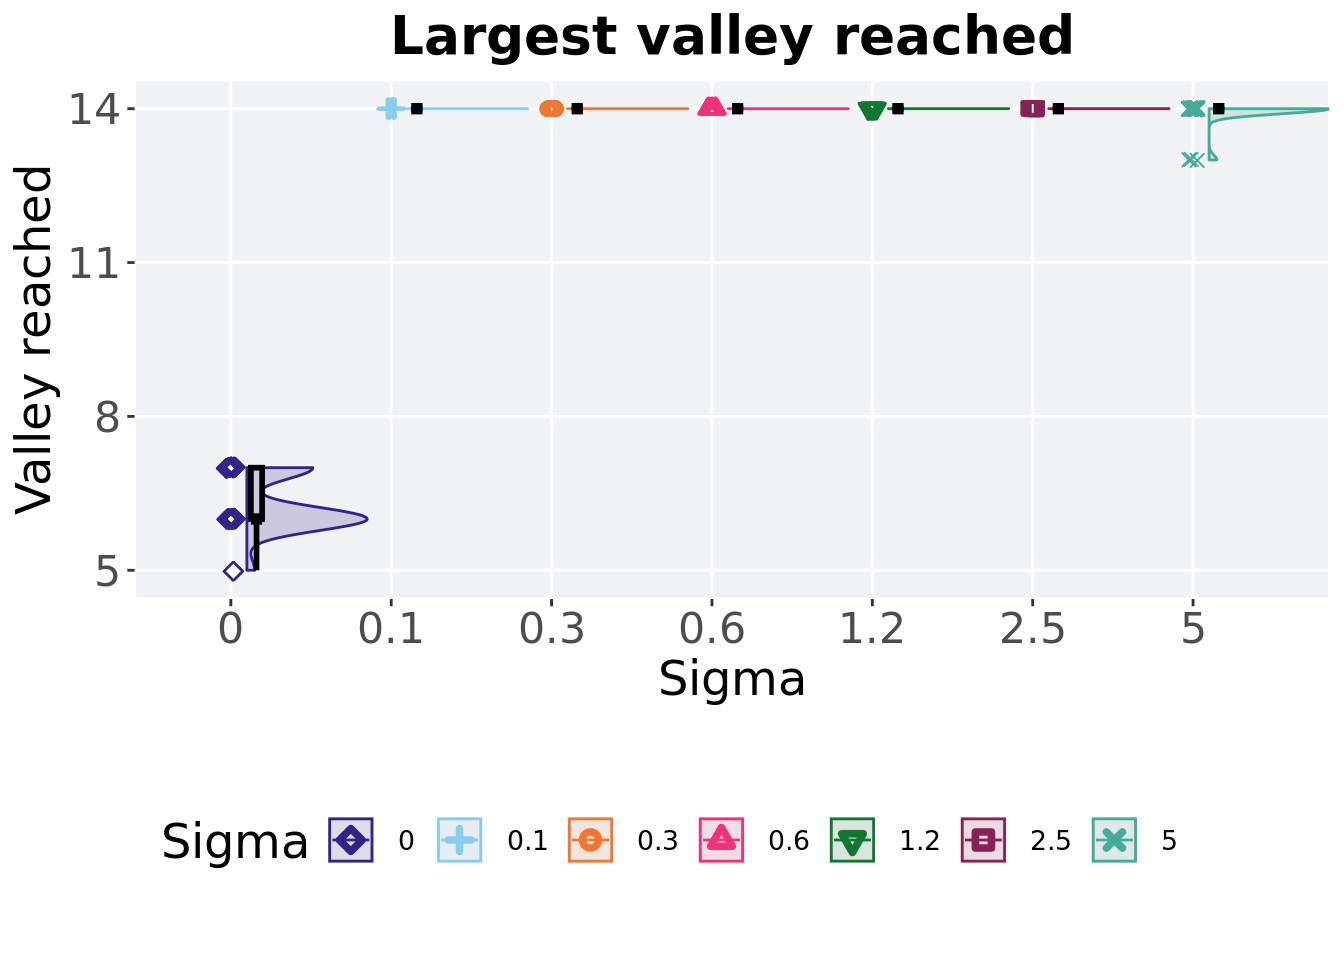 Largest valley reached
Valley reached
14
11
8
5
0 0.1 0.3 0.6 1.2 2.5 5
Sigma
Sigma 0 0.1 0.3 0.6 1.2 2.5 5